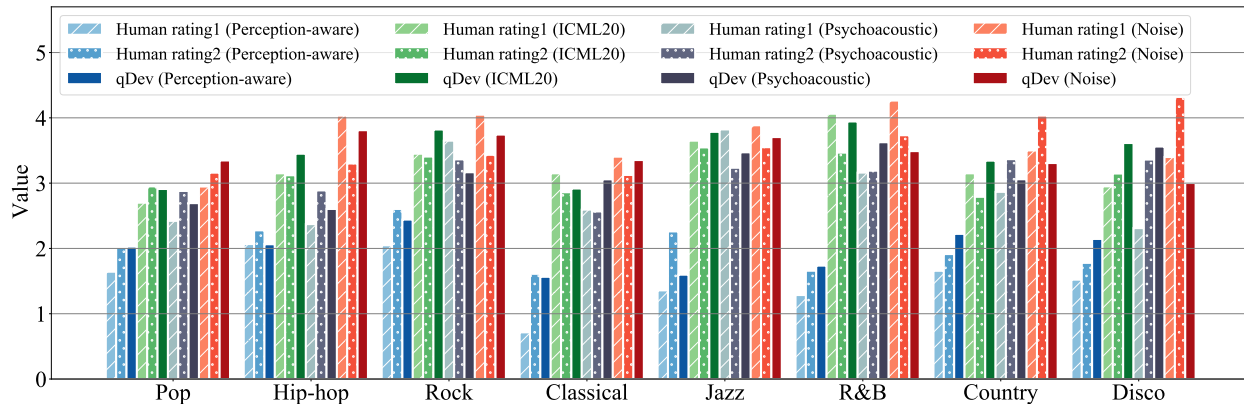 Human rating1 (Perception-aware) Human rating1 (ICML20) Human rating1 (Psychoacoustic) Human rating1 (Noise)
Human rating2 (Perception-aware) Human rating2 (ICML20) Human rating2 (Psychoacoustic) Human rating2 (Noise)
qDev (Perception-aware) qDev (ICML20) qDev (Psychoacoustic) qDev (Noise)
Value
5
4
3
2
1
0
Pop Hip-hop Rock Classical Jazz R&B Country Disco